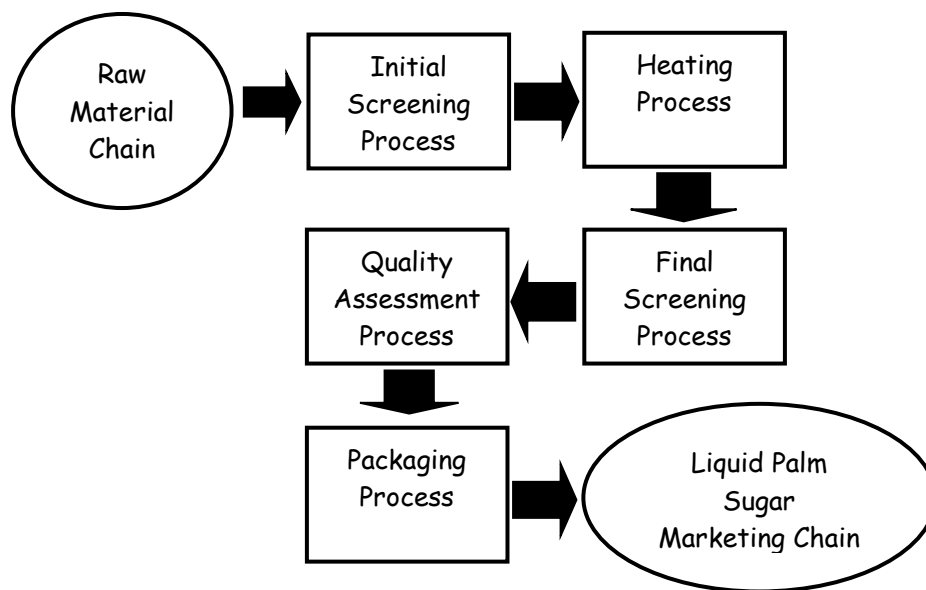 Raw
Material
Chain
Initial
Screening
Process
Heating
Process
Final
Screening
Process
Quality
Assessment
Process
Packaging
Process
Liquid Palm
Sugar
Marketing Chain